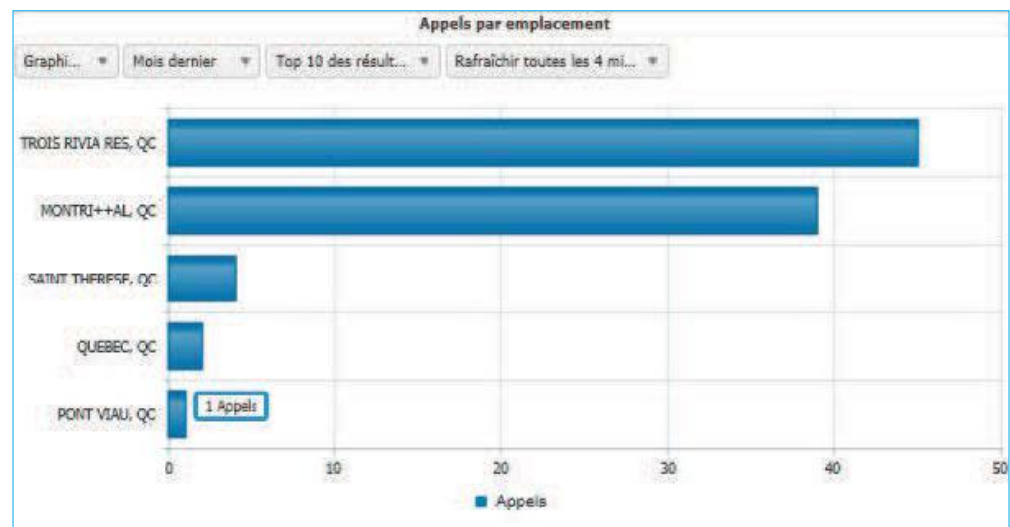 Appels par emplacement
Graphi... Mois dernier Top 10 des résult... Rafraîchir toutes les 4 mi...
TROIS RIVIA RES, QC
MONTRI++AL, QC
SAINT THERESE, QC
QUEBEC, QC
PONT VIAU, QC 1 Appels
0 10 20 30 40 50
Appels